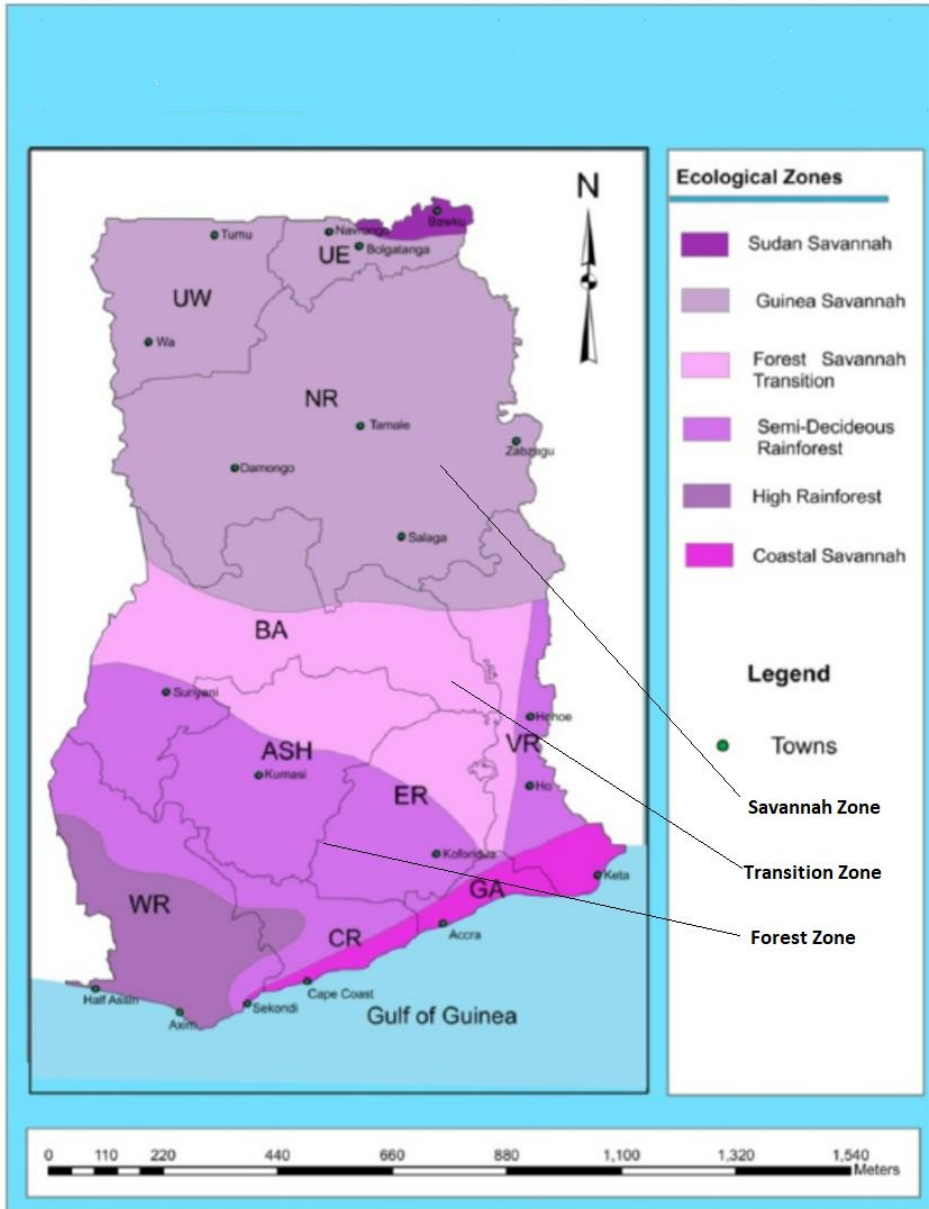 N
Bawku
Navrongo
Tumu
UE
Bolgatanga
UW
Wa
NR
Tamale
Zabzugu
Damongo
Salaga
BA
Sunyani
Hohoe
ASH
VR
Kumasi
ER
Ho
Koforidua
Keta
WR
GA
CR
Accra
Half Assin
Cape Coast
Sekondi
Axim
Gulf of Guinea
Ecological Zones
Sudan Savannah
Guinea Savannah
Forest Savannah
Transition
Semi-Decideous
Rainforest
High Rainforest
Coastal Savannah
Legend
Towns
Savannah Zone
Transition Zone
Forest Zone
0 110 220 440 660 880 1,100 1,320 1,540
Meters